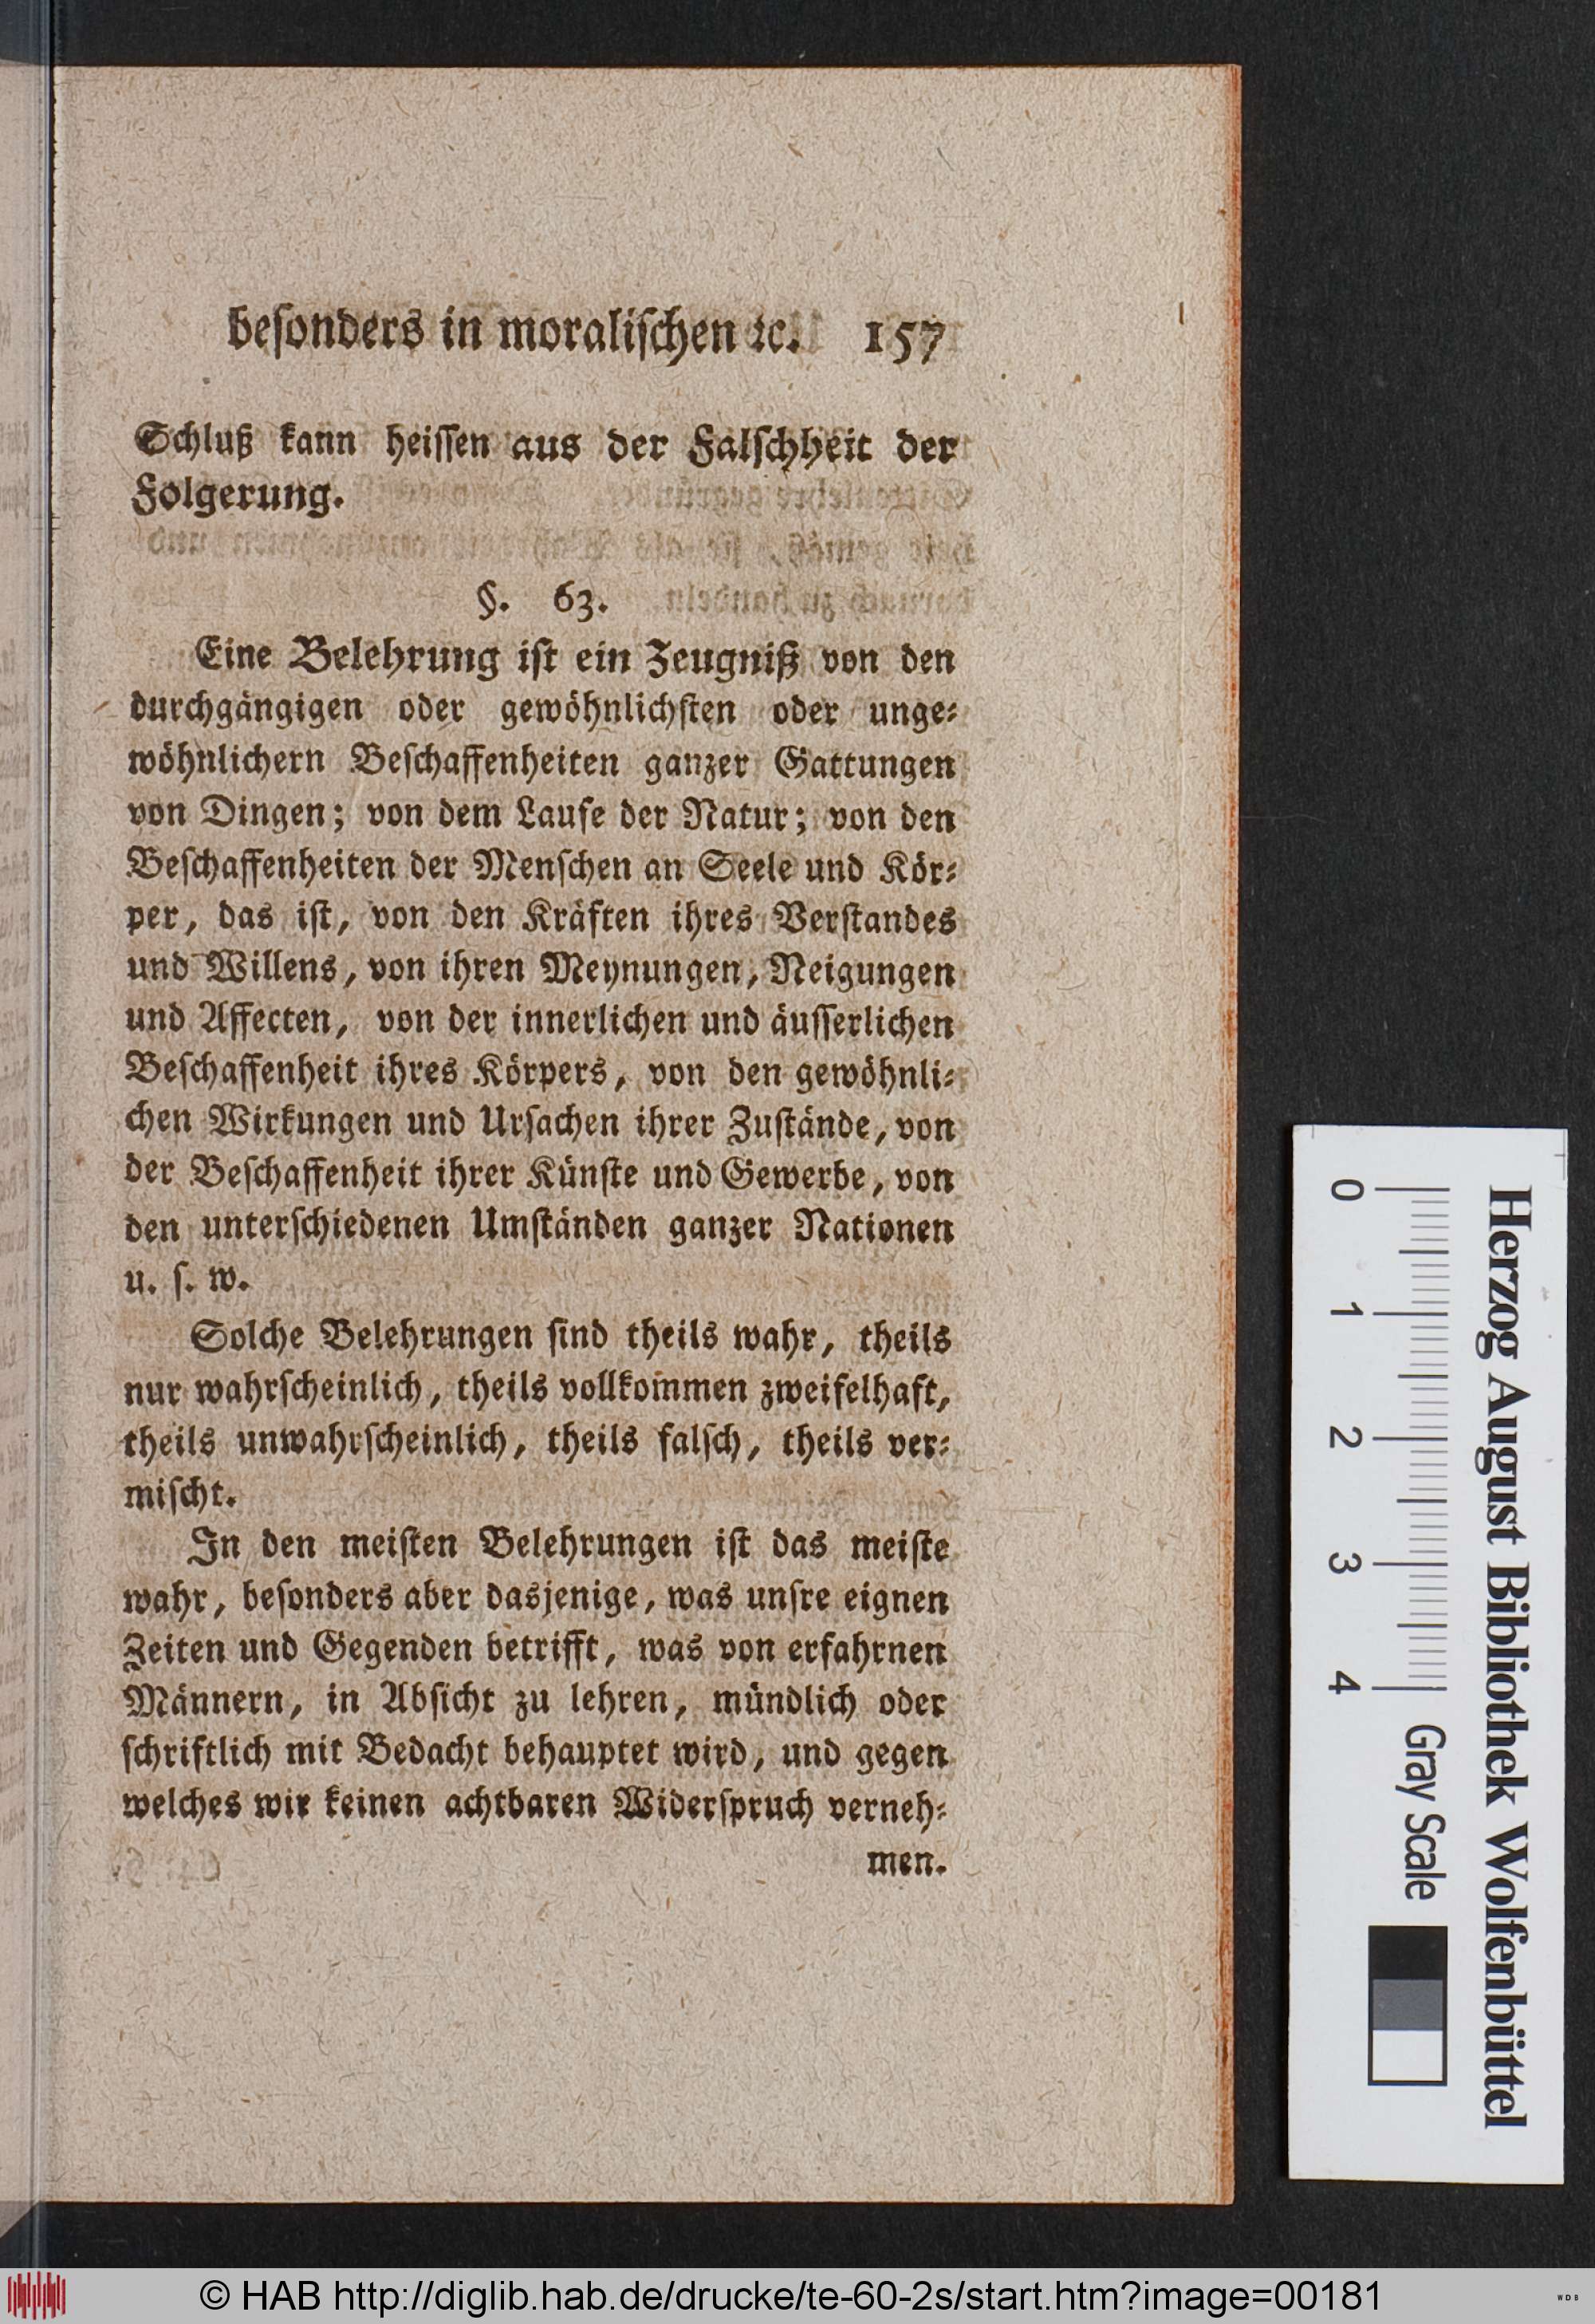 besonders in moralischen ꝛc. 157
Schluß kann heissen aus der Falschheit der
Folgerung.
§. 63.
Eine Belehrung ist ein Zeugniß von den
durchgängigen oder gewöhnlichsten oder unge-
wöhnlichern Beschaffenheiten ganzer Gattungen
von Dingen; von dem Laufe der Natur; von den
Beschaffenheiten der Menschen an Seele und Kör-
per, das ist, von den Kräften ihres Verstandes
und Willens, von ihren Meynungen, Neigungen
und Affecten, von der innerlichen und äusserlichen
Beschaffenheit ihres Körpers, von den gewöhnli-
chen Wirkungen und Ursachen ihrer Zustände, von
der Beschaffenheit ihrer Künste und Gewerbe, von
den unterschiedenen Umständen ganzer Nationen
u. s. w.
Solche Belehrungen sind theils wahr, theils
nur wahrscheinlich, theils vollkommen zweifelhaft,
theils unwahrscheinlich, theils falsch, theils ver-
mischt.
In den meisten Belehrungen ist das meiste
wahr, besonders aber dasjenige, was unsre eignen
Zeiten und Gegenden betrifft, was von erfahrnen
Männern, in Absicht zu lehren, mündlich oder
schriftlich mit Bedacht behauptet wird, und gegen
welches wir keinen achtbaren Widerspruch verneh-
men.
Herzog August Bibliothek Wolfenbüttel
0 1 2 3 4 Gray Scale
© HAB http://diglib.hab.de/drucke/te-60-2s/start.htm?image=00181
WDB